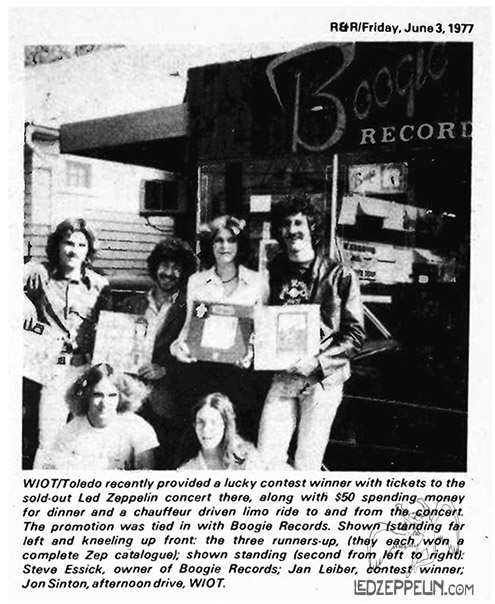 R&R/Friday, June 3, 1977
Boogie
RECORD
WIOT/Toledo recently provided a lucky contest winner with tickets to the
sold-out Led Zeppelin concert there, along with $50 spending money
for dinner and a chauffeur driven limo ride to and from the concert.
The promotion was tied in with Boogie Records. Shown (standing far
left and kneeling up front: the three runners-up, (they each won a
complete Zep catalogue); shown standing (second from left to right):
Steve Essick, owner of Boogie Records; Jan Leiber, contest winner;
Jon Sinton, afternoon drive, WIOT.
LEDZEPPELIN.COM